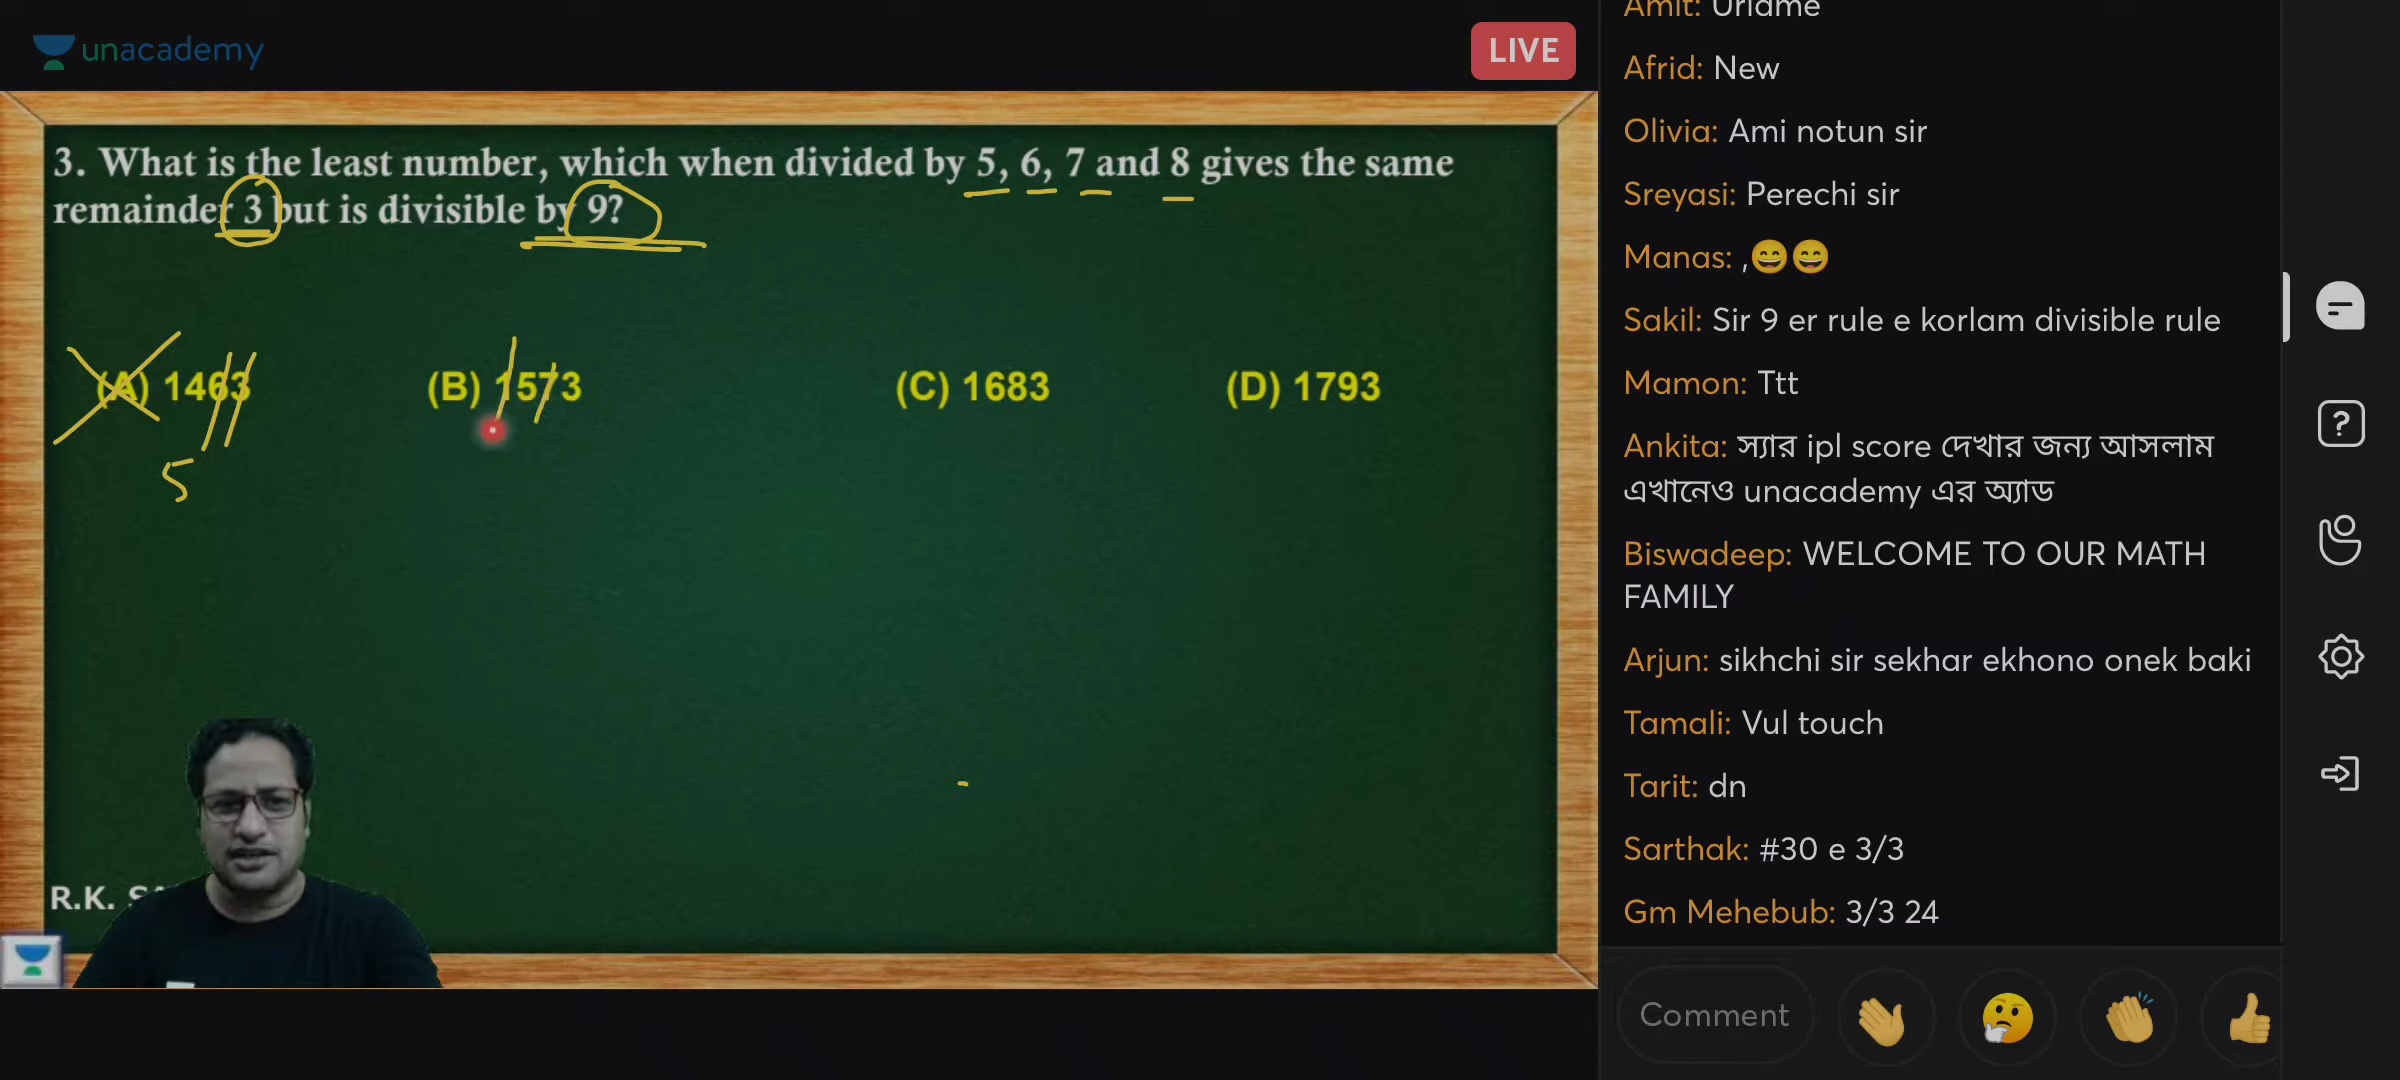 unacademy
LIVE
3. What is the least number, which when divided by 5, 6, 7 and 8 gives the same
remainder 3 but is divisible by 9?
(A) 1463
(B) 1573
(C) 1683
(D) 1793
5
R.K.
Amit: Uridme
Afrid: New
Olivia: Ami notun sir
Sreyasi: Perechi sir
Manas: ,😄😄
Sakil: Sir 9 er rule e korlam divisible rule
Mamon: Ttt
Ankita: স্যার ipl score দেখার জন্য আসলাম
এখানেও unacademy এর অ্যাড
Biswadeep: WELCOME TO OUR MATH
FAMILY
Arjun: sikhchi sir sekhar ekhono onek baki
Tamali: Vul touch
Tarit: dn
Sarthak: #30 e 3/3
Gm Mehebub: 3/3 24
Comment